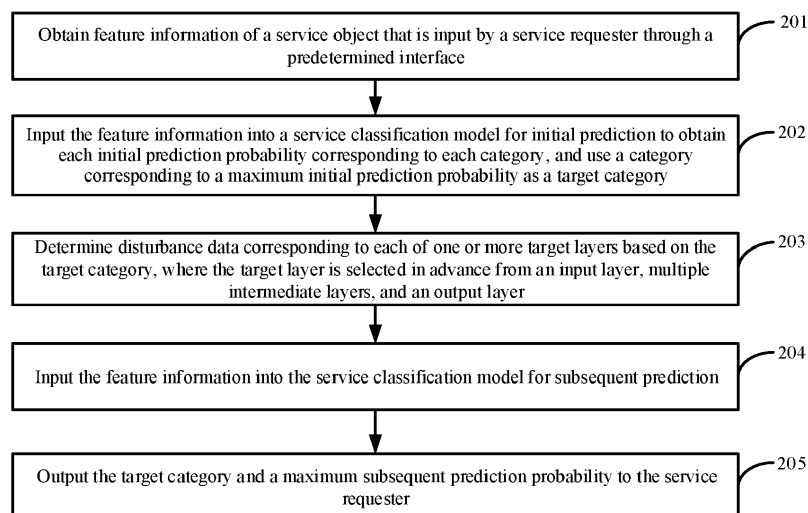 Obtain feature information of a service object that is input by a service requester through a
predetermined interface
201
Input the feature information into a service classification model for initial prediction to obtain
each initial prediction probability corresponding to each category, and use a category
corresponding to a maximum initial prediction probability as a target category
202
Determine disturbance data corresponding to each of one or more target layers based on the
target category, where the target layer is selected in advance from an input layer, multiple
intermediate layers, and an output layer
203
Input the feature information into the service classification model for subsequent prediction
204
Output the target category and a maximum subsequent prediction probability to the service
requester
205